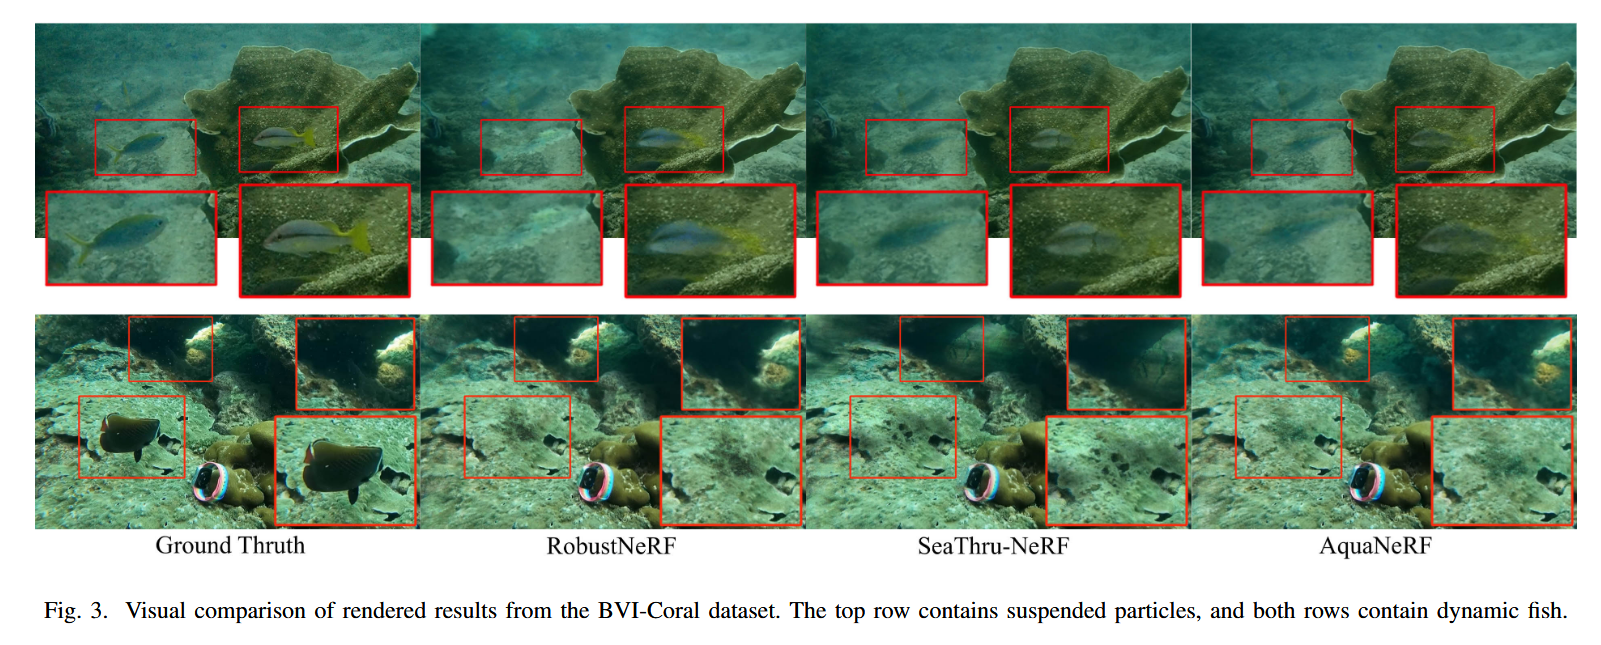 Ground Thruth
RobustNeRF
SeaThru-NeRF
AquaNeRF
Fig. 3. Visual comparison of rendered results from the BVI-Coral dataset. The top row contains suspended particles, and both rows contain dynamic fish.